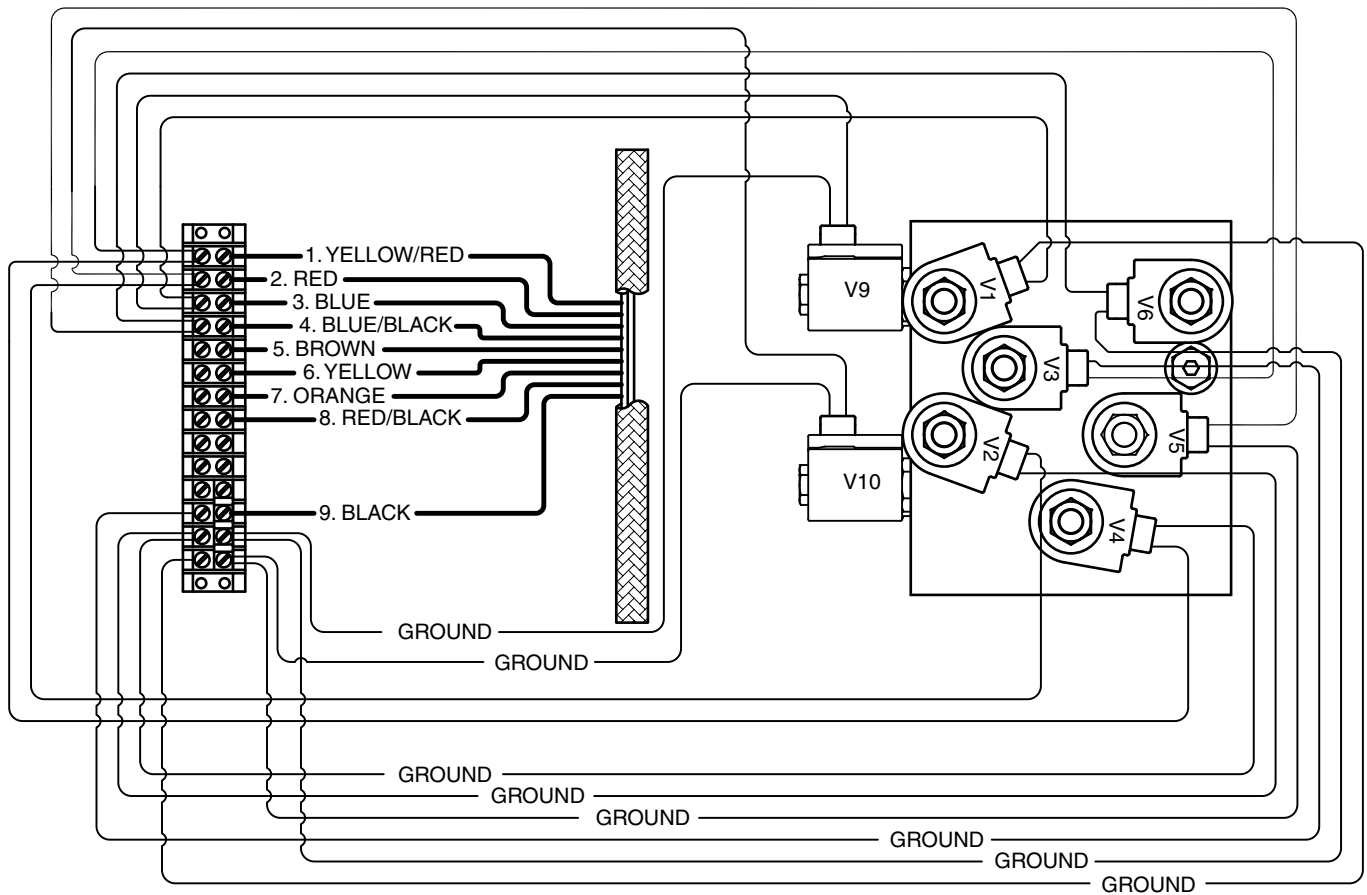 1. YELLOW/RED
2. RED
3. BLUE
4. BLUE/BLACK
5. BROWN
6. YELLOW
7. ORANGE
8. RED/BLACK
9. BLACK
V9
V1
V6
V3
V2
V5
V10
V4
GROUND
GROUND
GROUND
GROUND
GROUND
GROUND
GROUND
GROUND